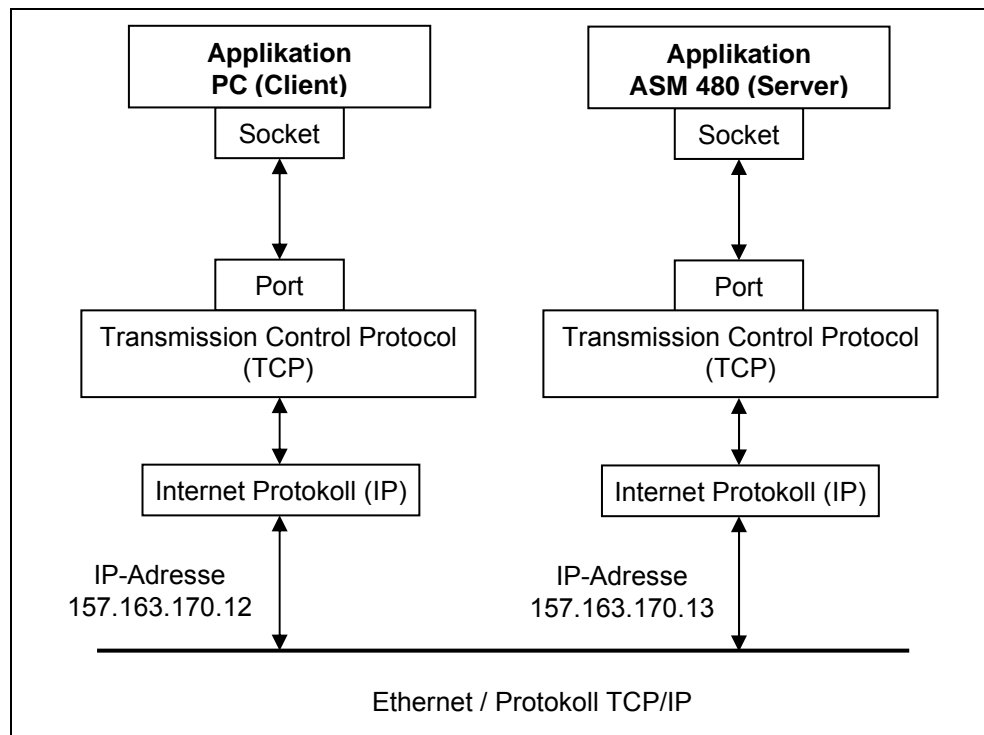 Applikation
PC (Client)
Socket
Port
Transmission Control Protocol
(TCP)
Internet Protokoll (IP)
IP-Adresse
157.163.170.12
Applikation
ASM 480 (Server)
Socket
Port
Transmission Control Protocol
(TCP)
Internet Protokoll (IP)
IP-Adresse
157.163.170.13
Ethernet / Protokoll TCP/IP